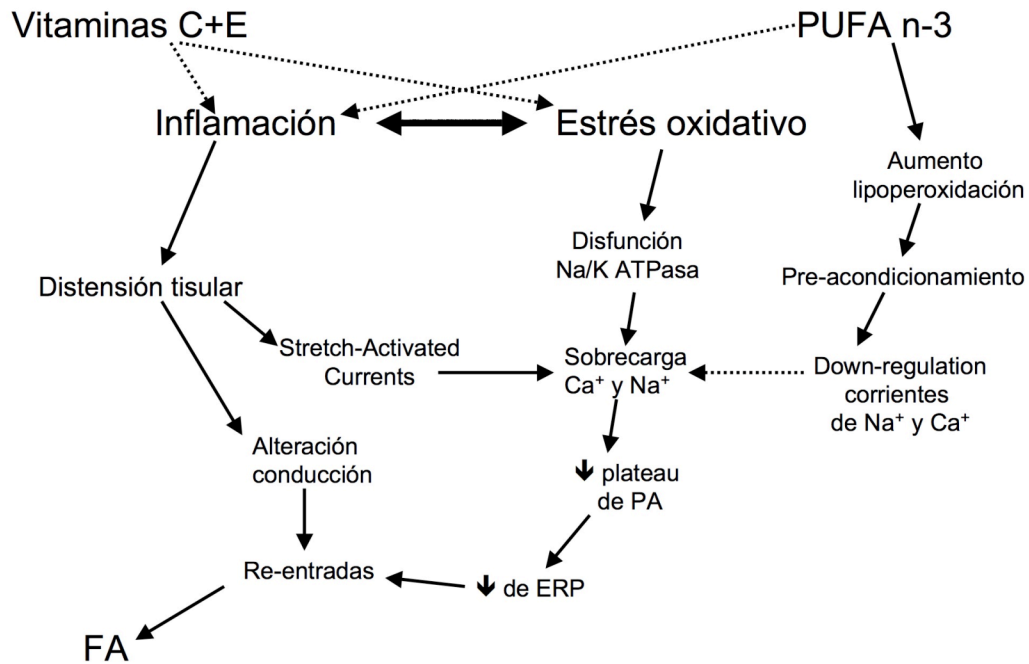 Vitaminas C+E
PUFA n-3
Inflamación
Estrés oxidativo
Aumento
lipoperoxidación
Disfunción
Na/K ATPasa
Distensión tisular
Pre-acondicionamiento
Stretch-Activated
Currents
Sobrecarga
Ca⁺ y Na⁺
Down-regulation
corrientes
de Na⁺ y Ca⁺
Alteración
conducción
🡇 plateau
de PA
Re-entradas
🡇 de ERP
FA